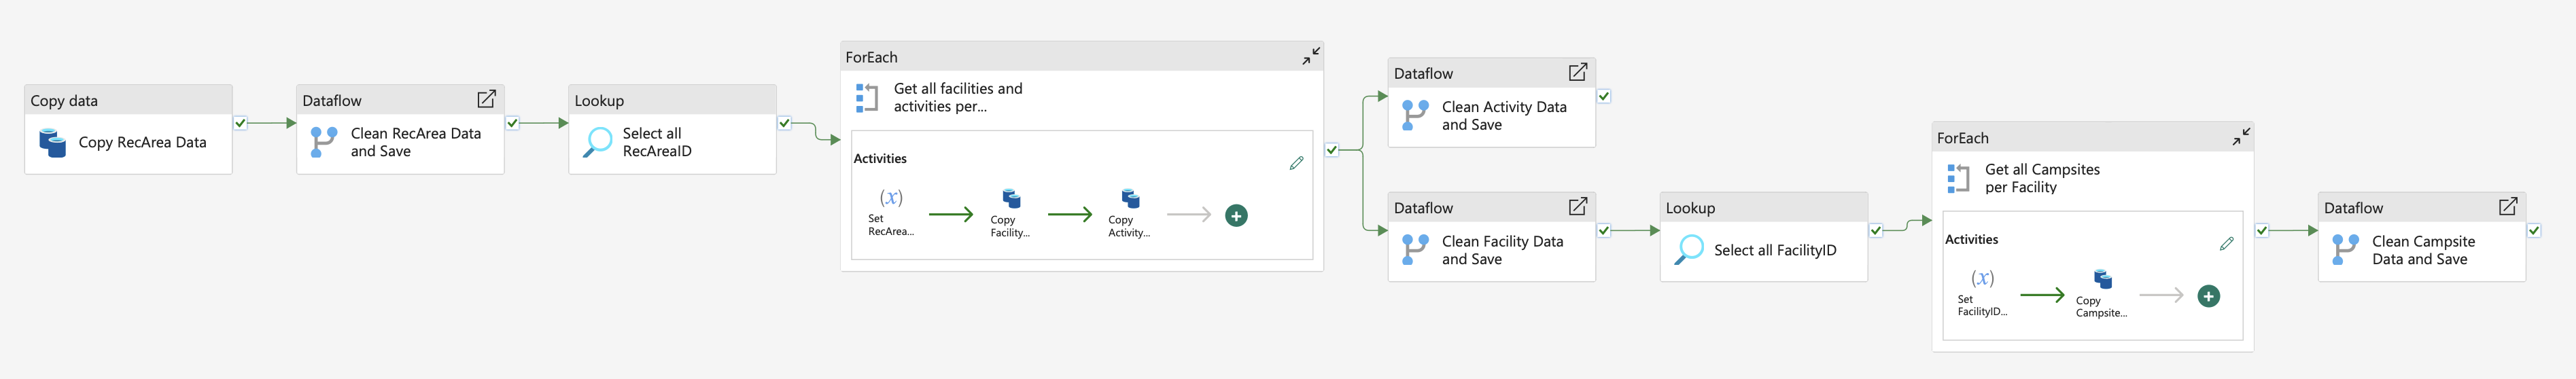 Copy data
Copy RecArea Data
Dataflow
Clean RecArea Data
and Save
Lookup
Select all
RecAreaID
ForEach
Get all facilities and
activities per...
Activities
(x)
Set
RecArea...
Copy
Facility...
Copy
Activity...
Dataflow
Clean Activity Data
and Save
Dataflow
Clean Facility Data
and Save
Lookup
Select all FacilityID
ForEach
Get all Campsites
per Facility
Activities
(x)
Set
FacilityID...
Copy
Campsite...
Dataflow
Clean Campsite
Data and Save